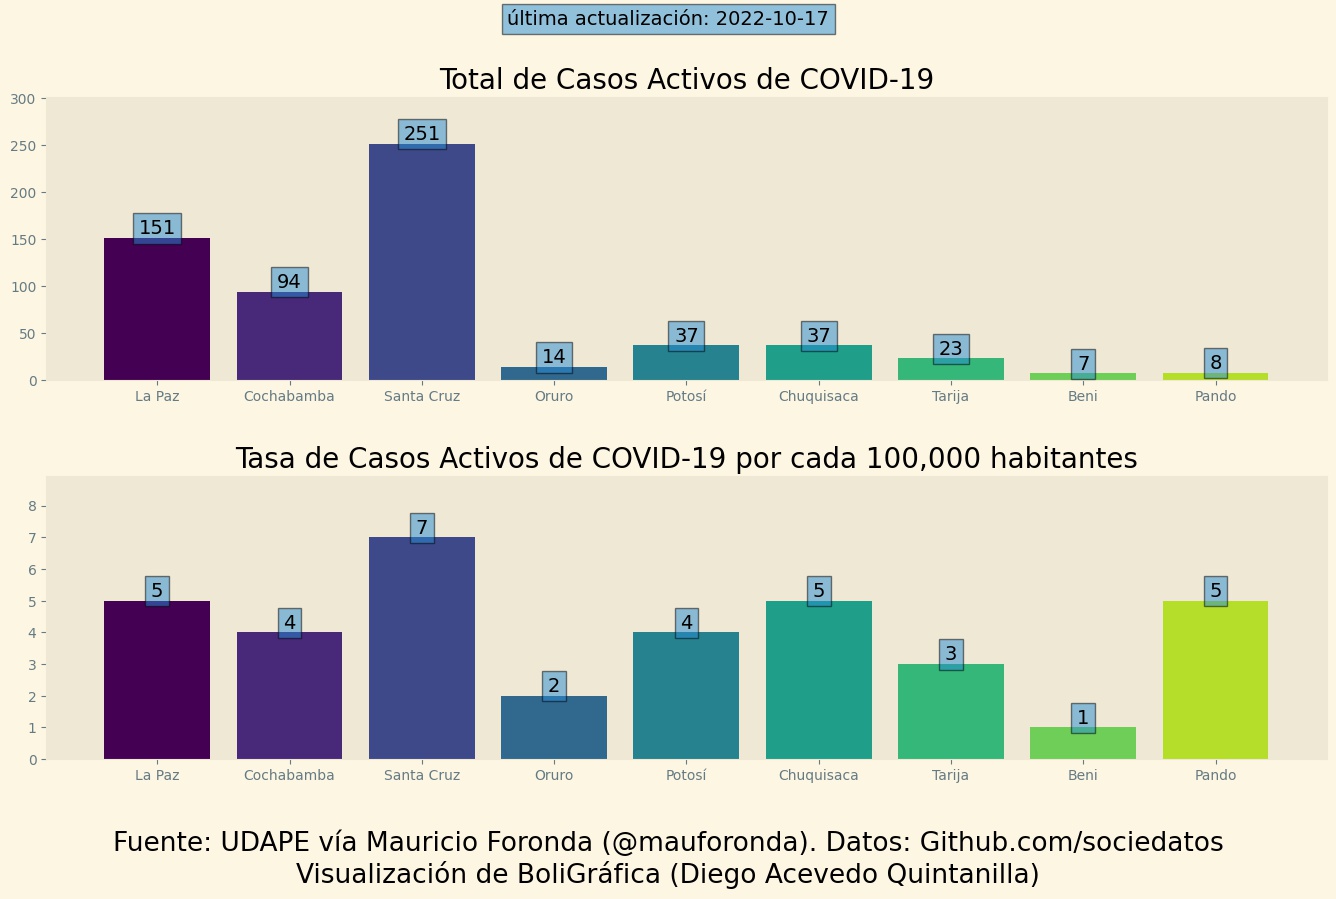 última actualización: 2022-10-17
Total de Casos Activos de COVID-19
300
250
200
150
100
50
0
151
94
251
14
37
37
23
7
8
La Paz
Cochabamba
Santa Cruz
Oruro
Potosí
Chuquisaca
Tarija
Beni
Pando
Tasa de Casos Activos de COVID-19 por cada 100,000 habitantes
8
7
6
5
4
3
2
1
0
5
4
7
2
4
5
3
1
5
La Paz
Cochabamba
Santa Cruz
Oruro
Potosí
Chuquisaca
Tarija
Beni
Pando
Fuente: UDAPE vía Mauricio Foronda (@mauforonda). Datos: Github.com/sociedatos
Visualización de BoliGráfica (Diego Acevedo Quintanilla)